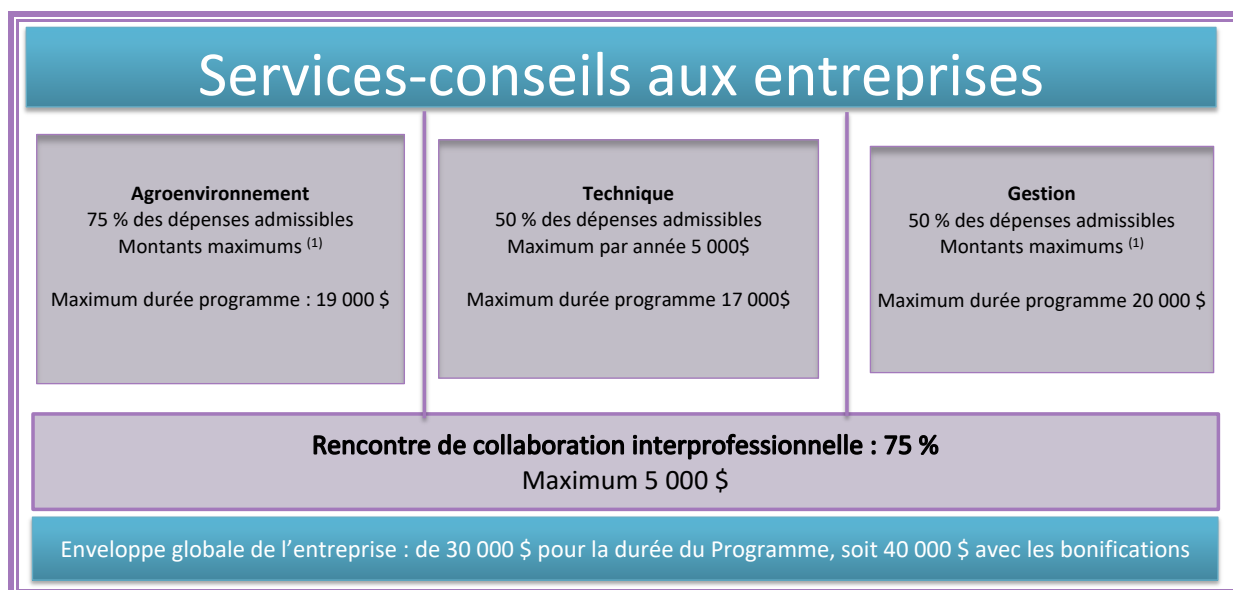 Services-conseils aux entreprises
Agroenvironnement
75 % des dépenses admissibles
Montants maximums (1)
Maximum durée programme : 19 000 $
Technique
50 % des dépenses admissibles
Maximum par année 5 000$
Maximum durée programme 17 000$
Gestion
50 % des dépenses admissibles
Montants maximums (1)
Maximum durée programme 20 000 $
Rencontre de collaboration interprofessionnelle : 75 %
Maximum 5 000 $
Enveloppe globale de l’entreprise : de 30 000 $ pour la durée du Programme, soit 40 000 $ avec les bonifications